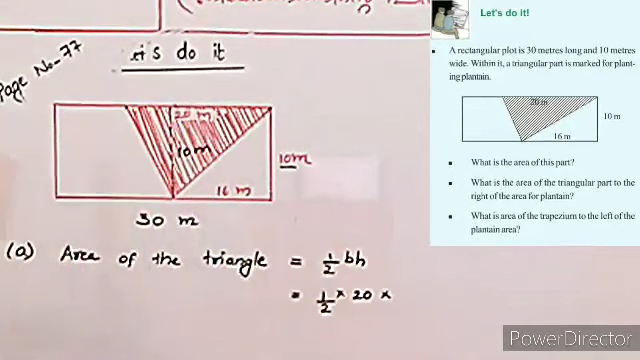 Page No-77
Let's do it
20 m
10m
10m
16 m
30 m
(a) Area of the triangle = 1/2 bh
= 1/2 × 20 ×
Let's do it!
A rectangular plot is 30 metres long and 10 metres
wide. Within it, a triangular part is marked for plant-
ing plantain.
20 m
10 m
16 m
What is the area of this part?
What is the area of the triangular part to the
right of the area for plantain?
What is area of the trapezium to the left of the
plantain area?
POWERED BY
PowerDirector